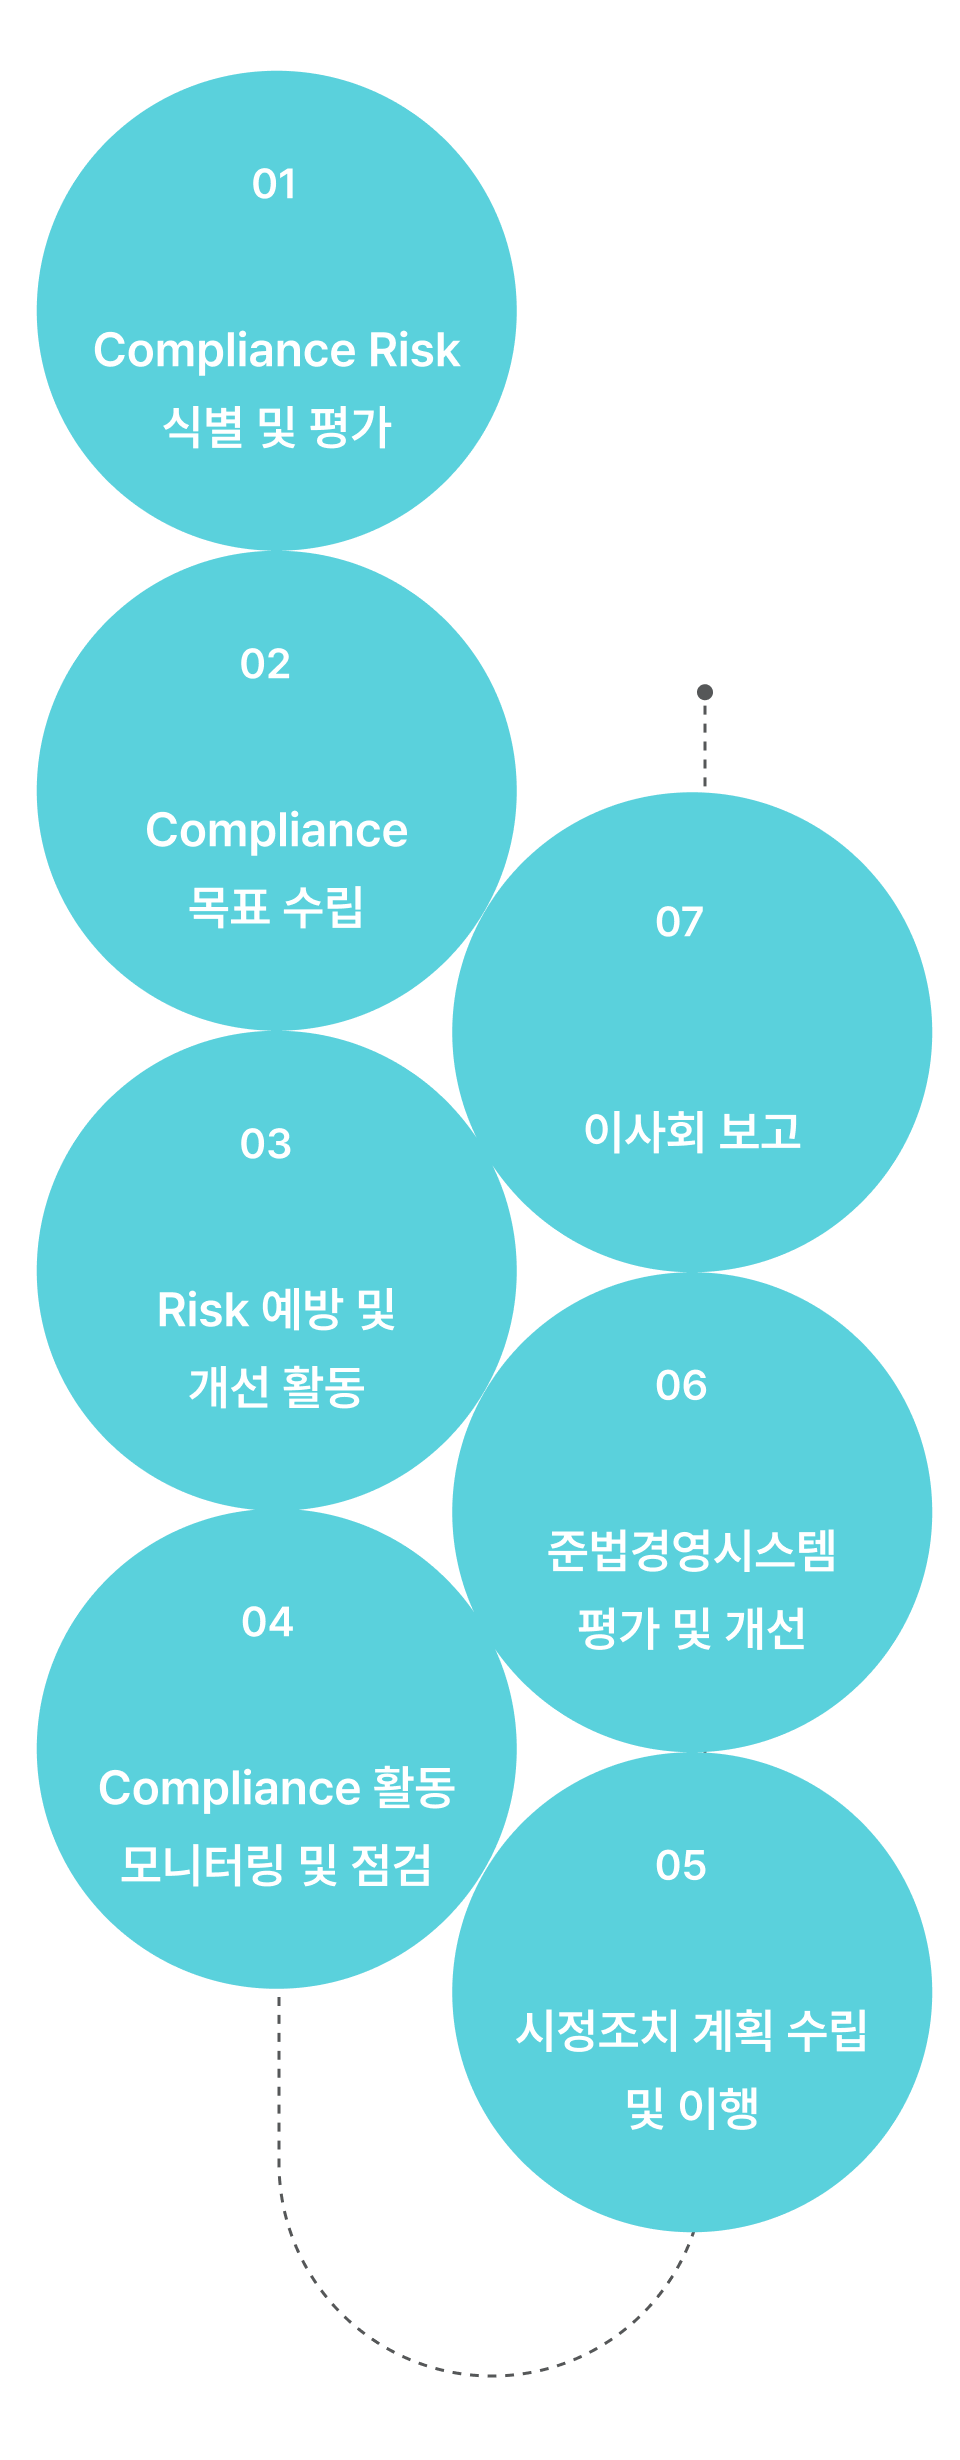 01
Compliance Risk
식별 및 평가
02
Compliance
목표 수립
03
Risk 예방 및
개선 활동
04
Compliance 활동
모니터링 및 점검
05
시정조치 계획 수립
및 이행
06
준법경영시스템
평가 및 개선
07
이사회 보고